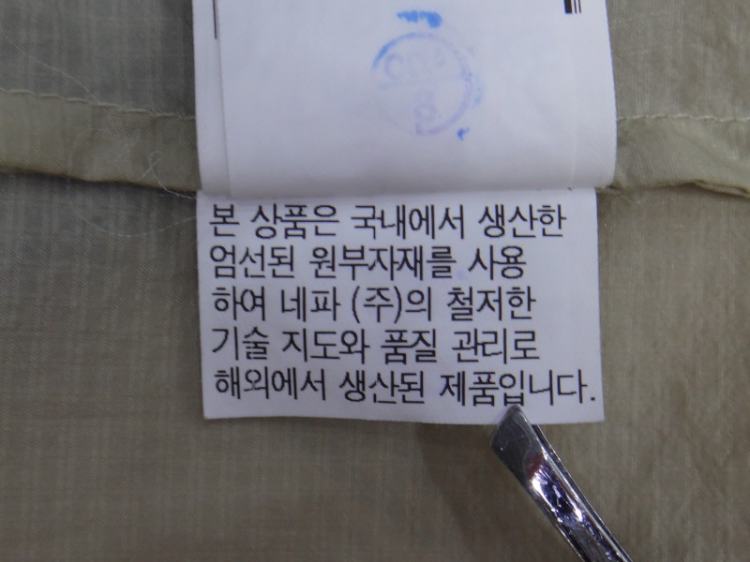 본 상품은 국내에서 생산한
엄선된 원부자재를 사용
하여 네파 (주)의 철저한
기술 지도와 품질 관리로
해외에서 생산된 제품입니다.